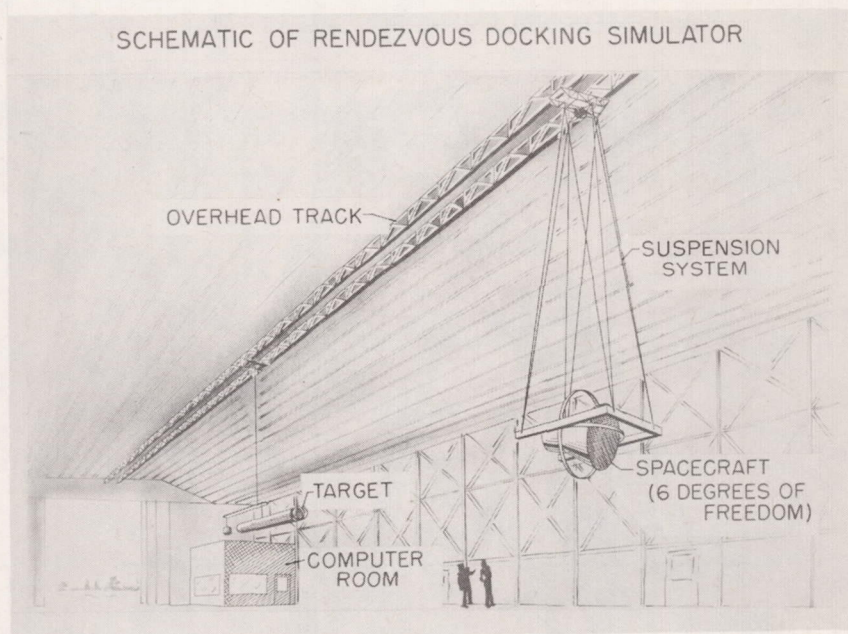 SCHEMATIC OF RENDEZVOUS DOCKING SIMULATOR
OVERHEAD TRACK
SUSPENSION
SYSTEM
SPACECRAFT
(6 DEGREES OF
FREEDOM)
TARGET
COMPUTER
ROOM